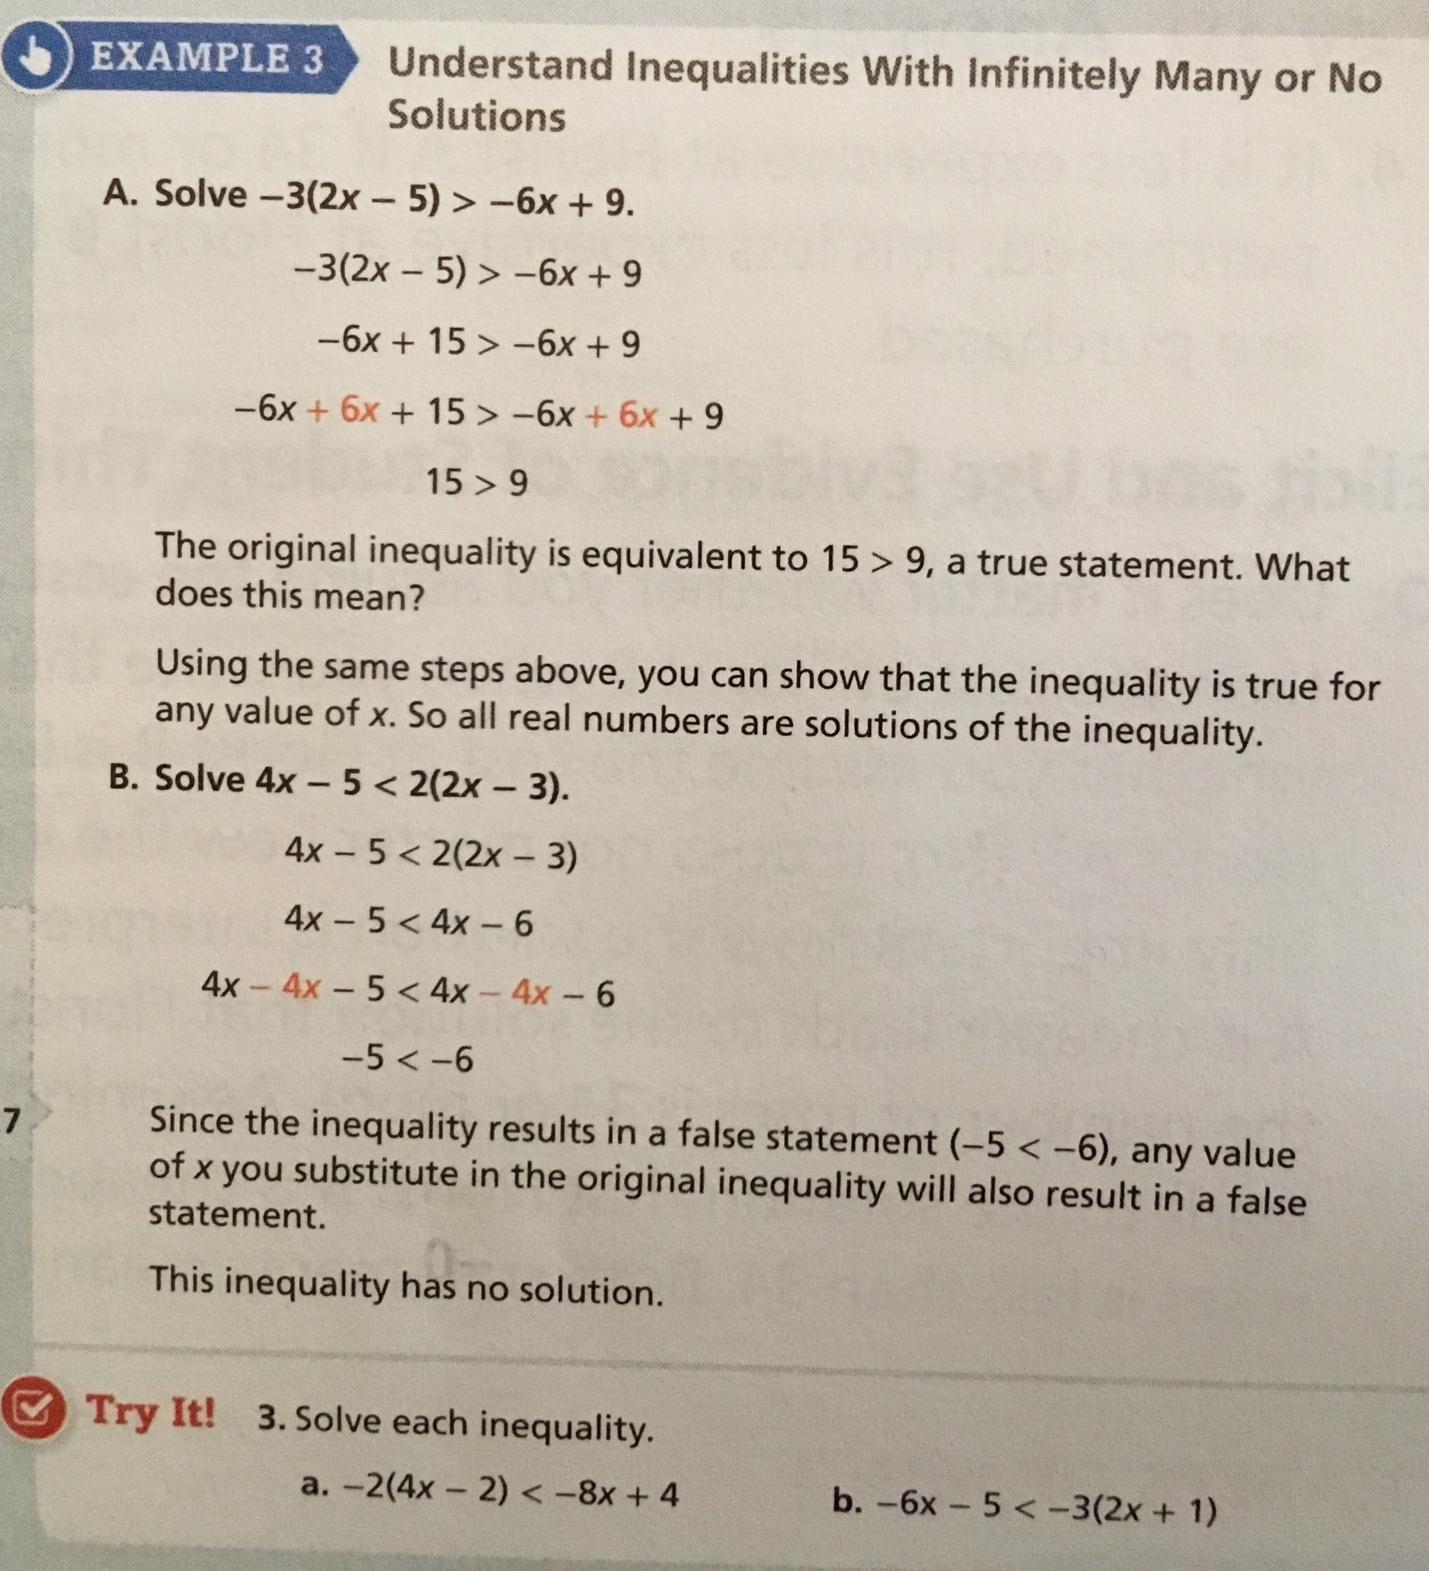 EXAMPLE 3
Understand Inequalities With Infinitely Many or No
Solutions
A. Solve −3(2x − 5) > −6x + 9.
−3(2x − 5) > −6x + 9
−6x + 15 > −6x + 9
−6x + 6x + 15 > −6x + 6x + 9
15 > 9
The original inequality is equivalent to 15 > 9, a true statement. What
does this mean?
Using the same steps above, you can show that the inequality is true for
any value of x. So all real numbers are solutions of the inequality.
B. Solve 4x − 5 < 2(2x − 3).
4x − 5 < 2(2x − 3)
4x − 5 < 4x − 6
4x − 4x − 5 < 4x − 4x − 6
−5 < −6
7
Since the inequality results in a false statement (−5 < −6), any value
of x you substitute in the original inequality will also result in a false
statement.
This inequality has no solution.
Try It! 3. Solve each inequality.
a. −2(4x − 2) < −8x + 4 b. −6x − 5 < −3(2x + 1)